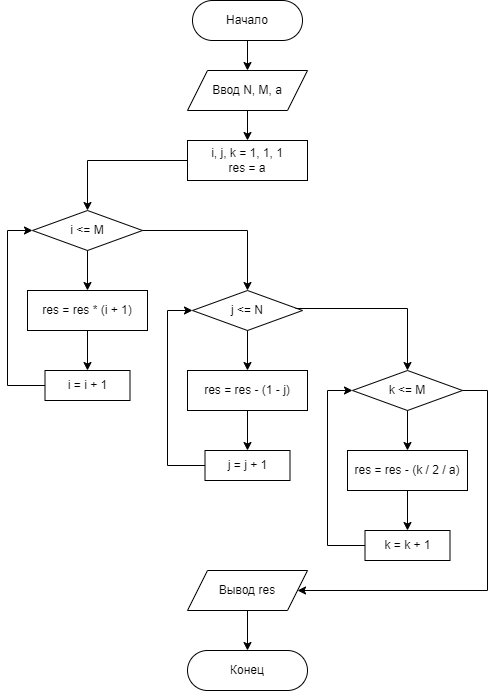 Начало
Ввод N, M, a
i, j, k = 1, 1, 1
res = a
i <= M
res = res * (i + 1)
i = i + 1
j <= N
res = res - (1 - j)
j = j + 1
k <= M
res = res - (k / 2 / a)
k = k + 1
Вывод res
Конец